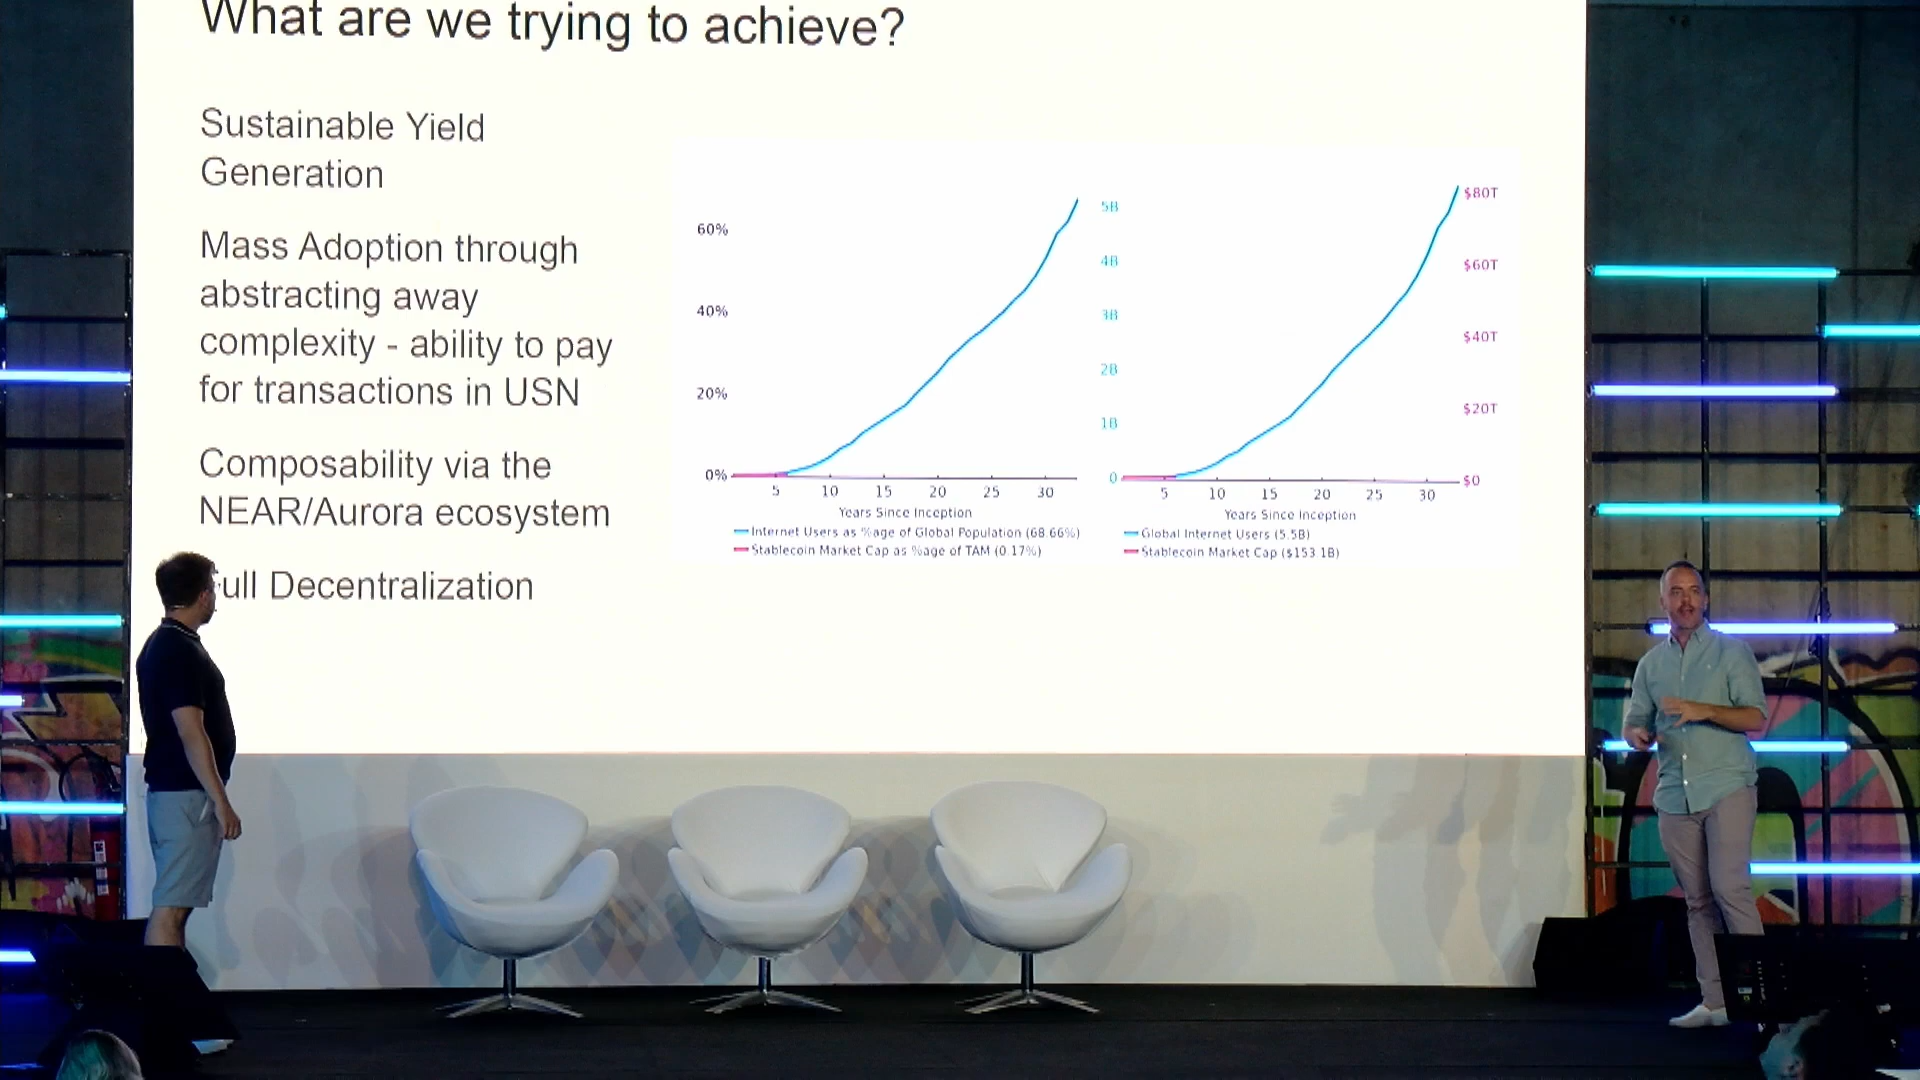 What are we trying to achieve?
Sustainable Yield
Generation
Mass Adoption through
abstracting away
complexity - ability to pay
for transactions in USN
Composability via the
NEAR/Aurora ecosystem
Full Decentralization
60%
40%
20%
0%
5 10 15 20 25 30
Years Since Inception
Internet Users as %age of Global Population (68.66%)
Stablecoin Market Cap as %age of TAM (0.17%)
5B
4B
3B
2B
1B
0
$80T
$60T
$40T
$20T
$0
5 10 15 20 25 30
Years Since Inception
Global Internet Users (5.5B)
Stablecoin Market Cap ($153.1B)